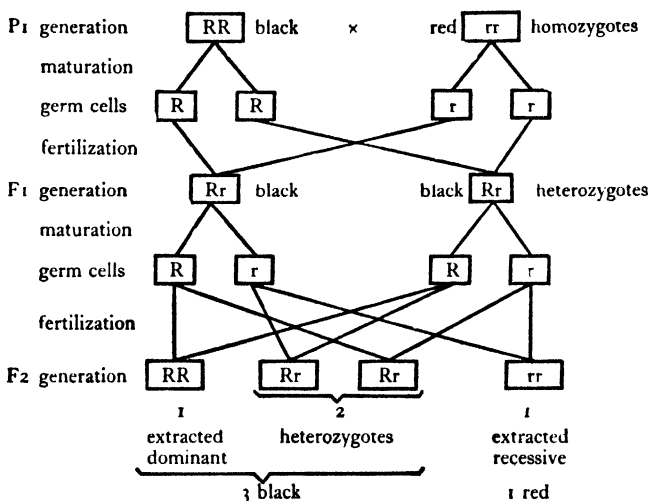 P1 generation RR black × red rr homozygotes
maturation
germ cells R R r r
fertilization
F1 generation Rr black black Rr heterozygotes
maturation
germ cells R r R r
fertilization
F2 generation RR Rr Rr rr
1 2 1
extracted heterozygotes extracted
dominant recessive
3 black 1 red